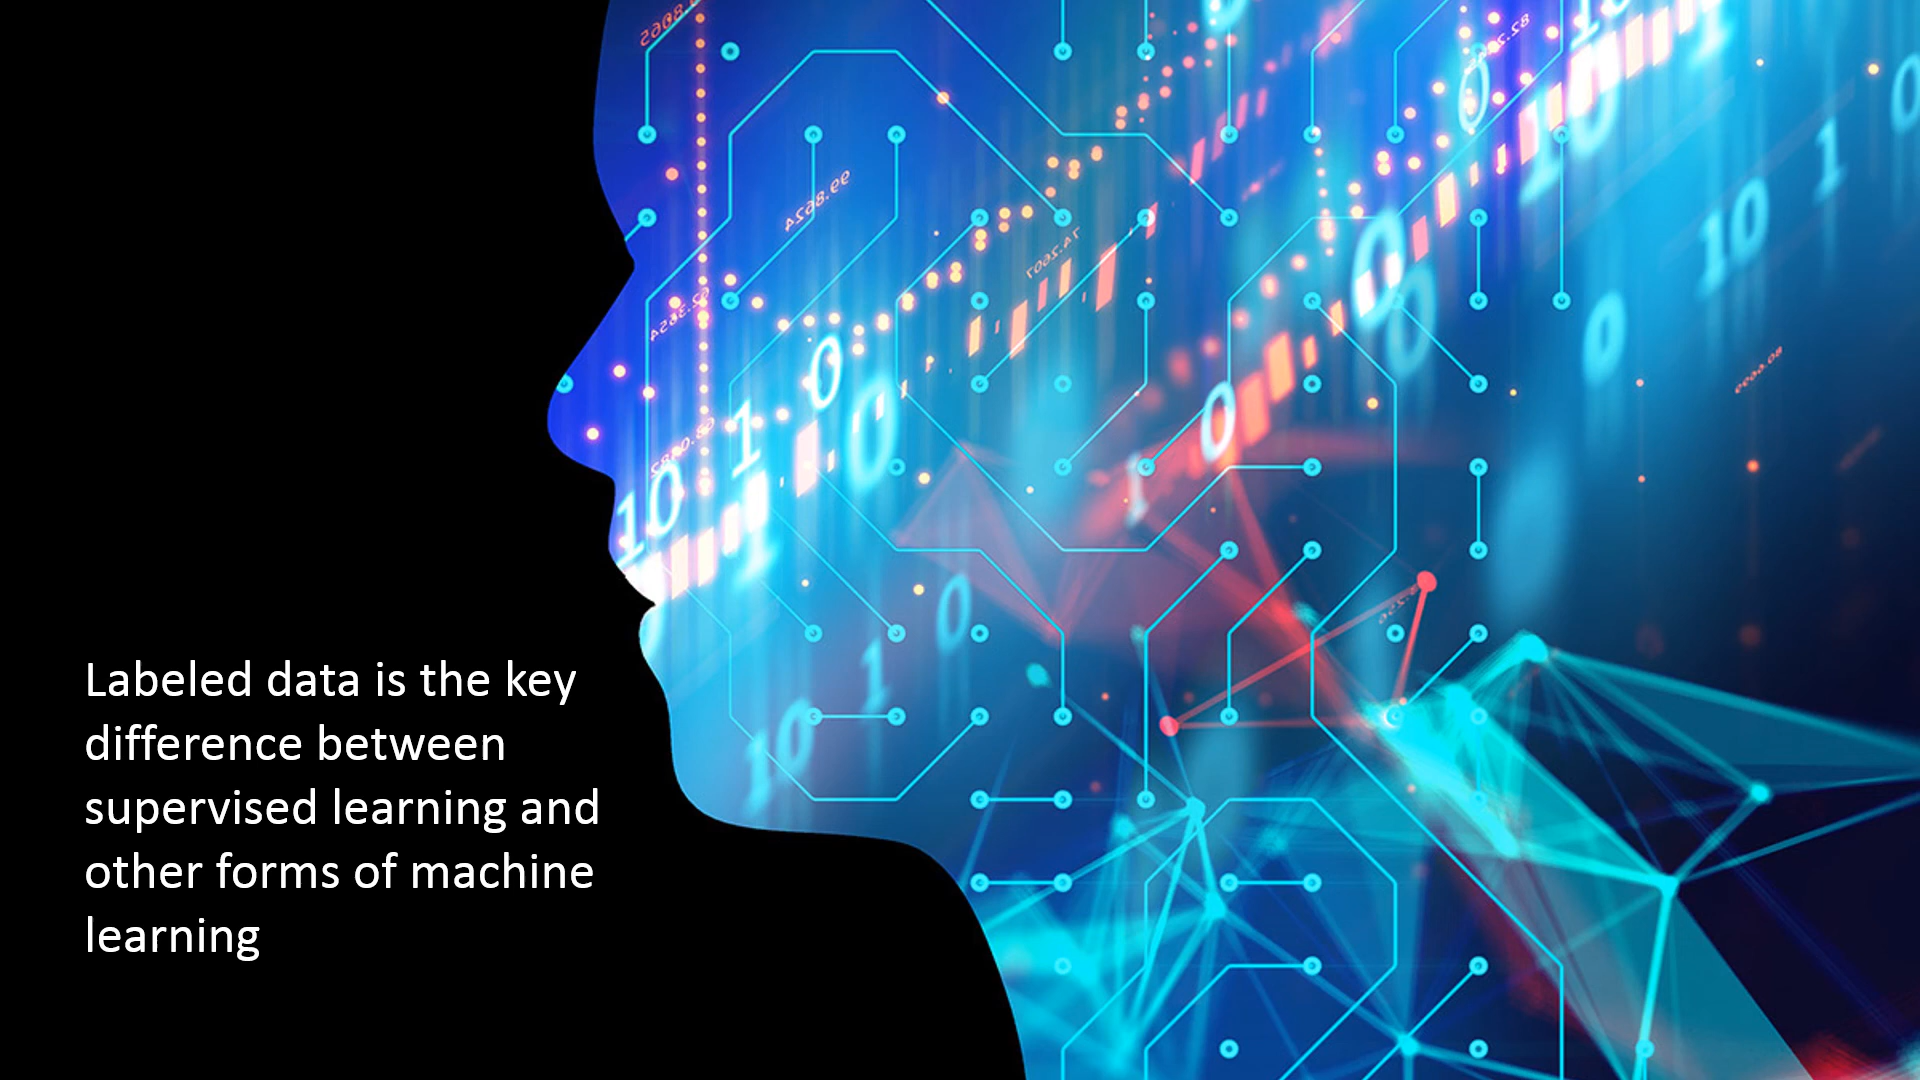 Labeled data is the key
difference between
supervised learning and
other forms of machine
learning